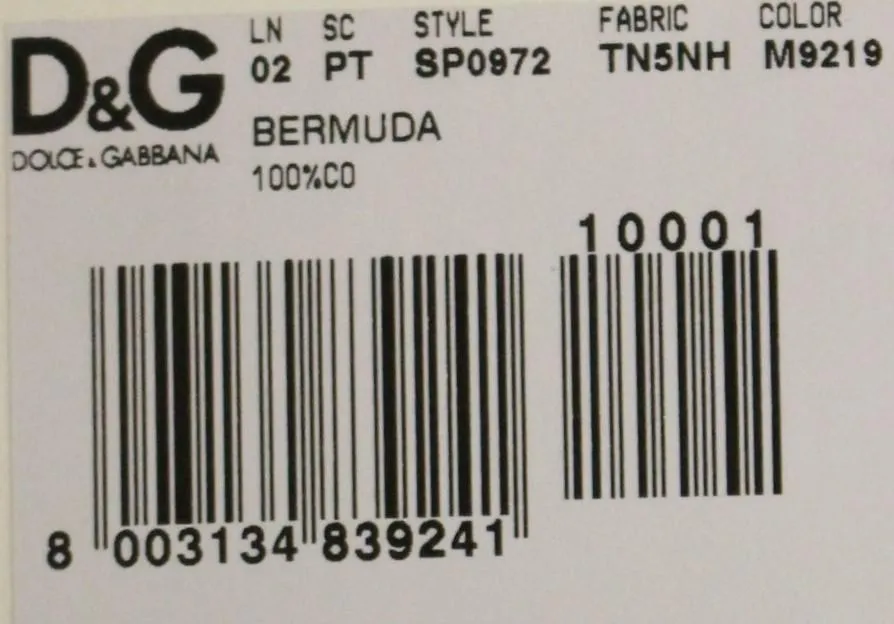 D&G
DOLCE & GABBANA
LN SC STYLE FABRIC COLOR
02 PT SP0972 TN5NH M9219
BERMUDA
100%CO
10001
8 003134 839241